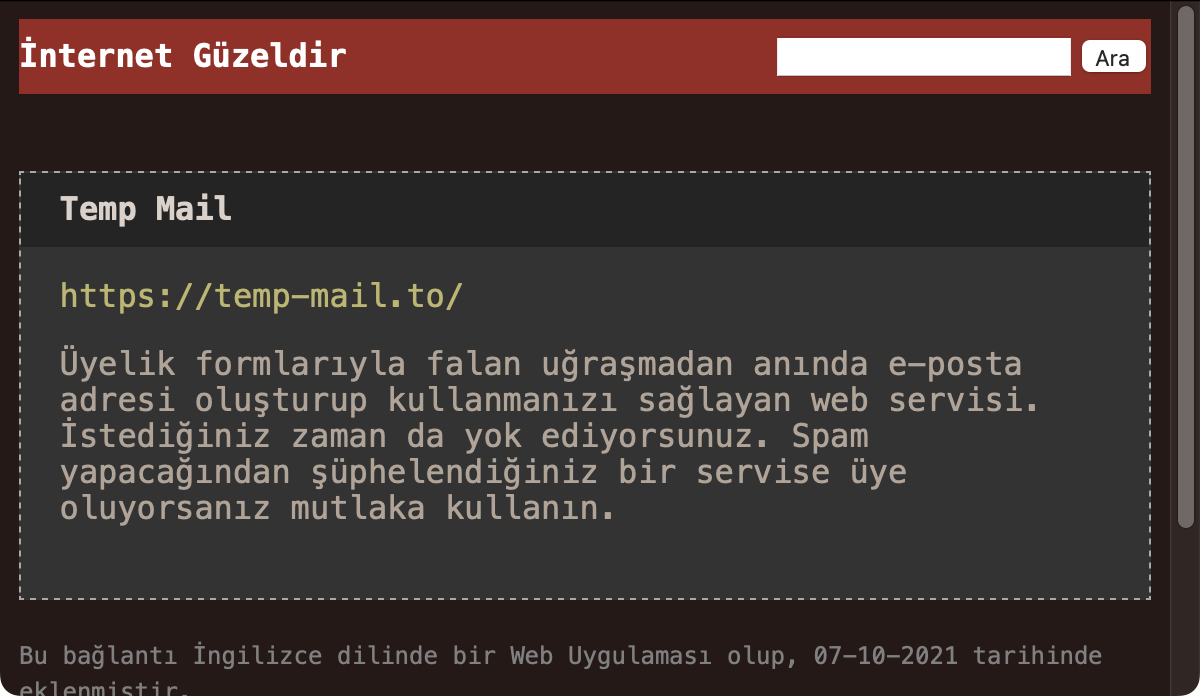 İnternet Güzeldir
Ara
Temp Mail
https://temp-mail.to/
Üyelik formlarıyla falan uğraşmadan anında e-posta
adresi oluşturup kullanmanızı sağlayan web servisi.
İstediğiniz zaman da yok ediyorsunuz. Spam
yapacağından şüphelendiğiniz bir servise üye
oluyorsanız mutlaka kullanın.
Bu bağlantı İngilizce dilinde bir Web Uygulaması olup, 07-10-2021 tarihinde
eklenmiştir.